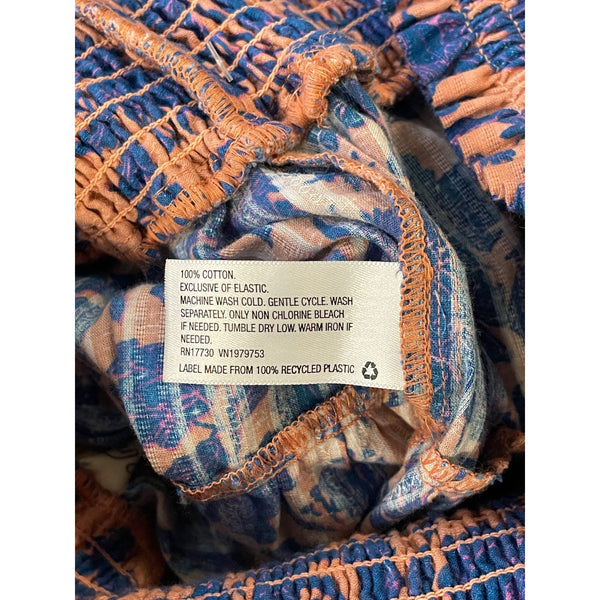 100% COTTON.
EXCLUSIVE OF ELASTIC.
MACHINE WASH COLD. GENTLE CYCLE. WASH
SEPARATELY. ONLY NON CHLORINE BLEACH
IF NEEDED. TUMBLE DRY LOW. WARM IRON IF
NEEDED.
RN17730 VN1979753
LABEL MADE FROM 100% RECYCLED PLASTIC